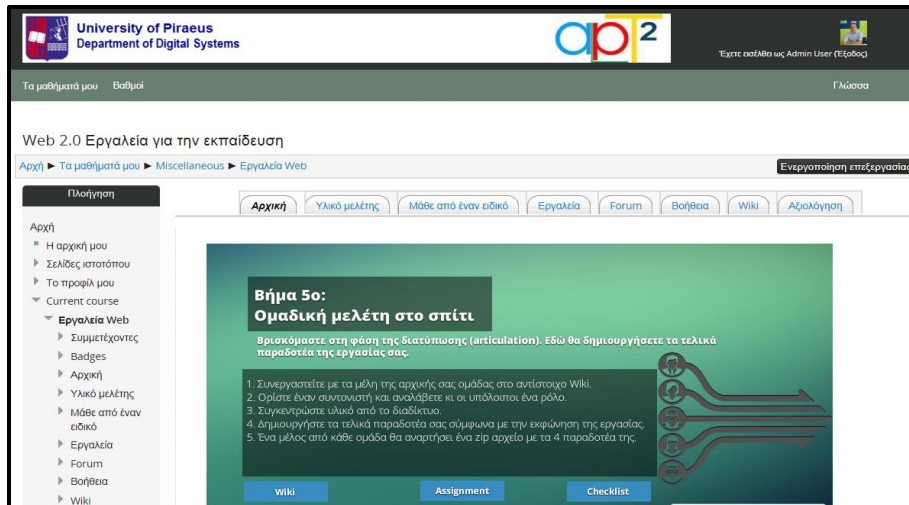 University of Piraeus
Department of Digital Systems
apt2
Έχετε εισέλθει ως Admin User (Έξοδος)
Τα μαθήματά μου Βαθμοί Γλώσσα
Web 2.0 Εργαλεία για την εκπαίδευση
Αρχή ► Τα μαθήματά μου ► Miscellaneous ► Εργαλεία Web
Ενεργοποίηση επεξεργασίας
Πλοήγηση
Αρχική Υλικό μελέτης Μάθε από έναν ειδικό Εργαλεία Forum Βοήθεια Wiki Αξιολόγηση
Αρχή
Η αρχική μου
Σελίδες ιστοτόπου
Το προφίλ μου
Current course
Εργαλεία Web
Συμμετέχοντες
Badges
Αρχική
Υλικό μελέτης
Μάθε από έναν
ειδικό
Εργαλεία
Forum
Βοήθεια
Wiki
Βήμα 5ο:
Ομαδική μελέτη στο σπίτι
Βρισκόμαστε στη φάση της διατύπωσης (articulation). Εδώ θα δημιουργήσετε τα τελικά
παραδοτέα της εργασίας σας.
1. Συνεργαστείτε με τα μέλη της αρχικής σας ομάδας στο αντίστοιχο Wiki.
2. Ορίστε έναν συντονιστή και αναλάβετε κι οι υπόλοιποι ένα ρόλο.
3. Συγκεντρώστε υλικό από το διαδίκτυο.
4. Δημιουργήστε τα τελικά παραδοτέα σας σύμφωνα με την εκφώνηση της εργασίας.
5. Ένα μέλος από κάθε ομάδα θα αναρτήσει ένα zip αρχείο με τα 4 παραδοτέα της.
Wiki Assignment Checklist